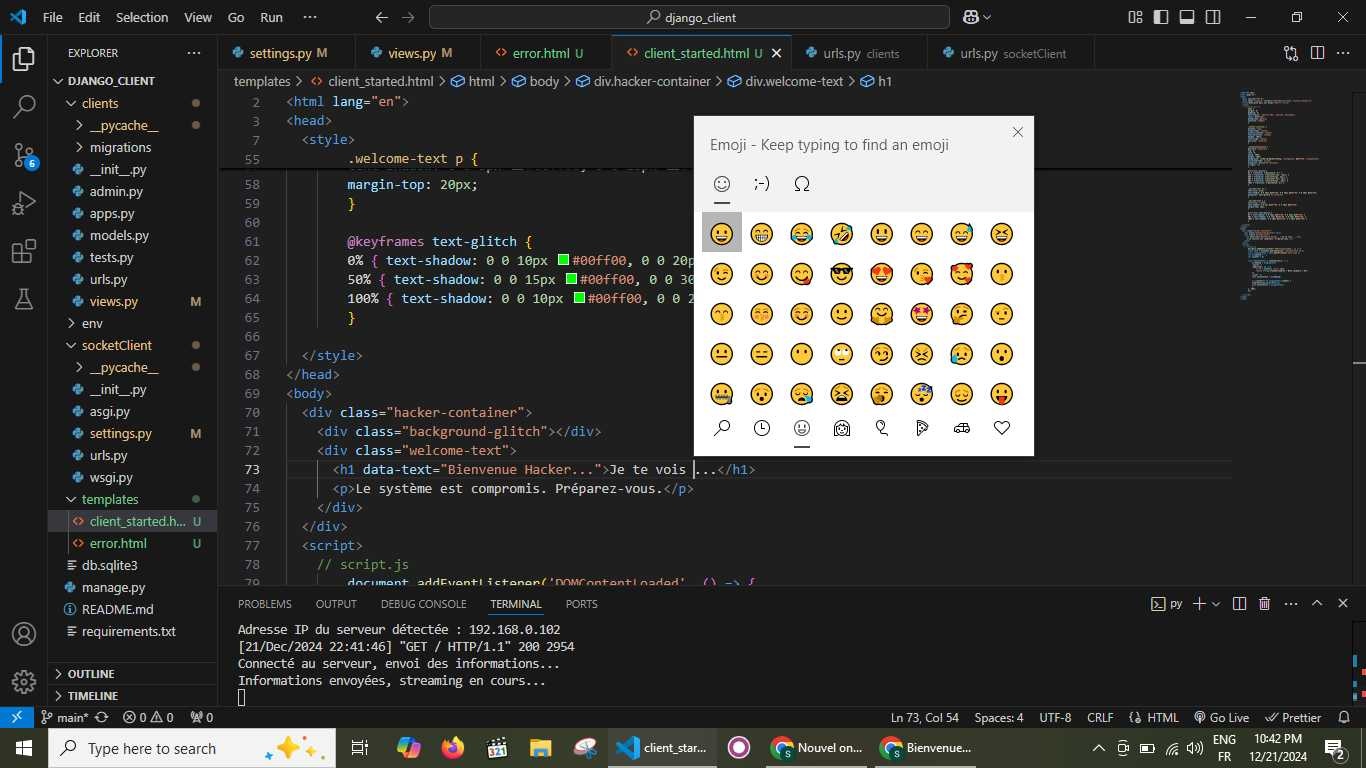 File Edit Selection View Go Run ··· django_client
EXPLORER ···
DJANGO_CLIENT
clients
__pycache__
migrations
__init__.py
admin.py
apps.py
models.py
tests.py
urls.py
views.py M
env
socketClient
__pycache__
__init__.py
asgi.py
settings.py M
urls.py
wsgi.py
templates
client_started.h... U
error.html U
db.sqlite3
manage.py
README.md
requirements.txt
OUTLINE
TIMELINE
6
settings.py M views.py M error.html U client_started.html U urls.py clients urls.py socketClient
templates > client_started.html > html > body > div.hacker-container > div.welcome-text > h1
2 <html lang="en">
3 <head>
7 <style>
55 .welcome-text p {
58 margin-top: 20px;
59 }
60
61 @keyframes text-glitch {
62 0% { text-shadow: 0 0 10px #00ff00, 0 0 20p
63 50% { text-shadow: 0 0 15px #00ff00, 0 0 30
64 100% { text-shadow: 0 0 10px #00ff00, 0 0 2
65 }
66
67 </style>
68 </head>
69 <body>
70 <div class="hacker-container">
71 <div class="background-glitch"></div>
72 <div class="welcome-text">
73 <h1 data-text="Bienvenue Hacker...">Je te vois ...</h1>
74 <p>Le système est compromis. Préparez-vous.</p>
75 </div>
76 </div>
77 <script>
78 // script.js
79 document.addEventListener('DOMContentLoaded', () => {
Emoji - Keep typing to find an emoji
;-) Ω
PROBLEMS OUTPUT DEBUG CONSOLE TERMINAL PORTS py
Adresse IP du serveur détectée : 192.168.0.102
[21/Dec/2024 22:41:46] "GET / HTTP/1.1" 200 2954
Connecté au serveur, envoi des informations...
Informations envoyées, streaming en cours...
main* 0 0 0 Ln 73, Col 54 Spaces: 4 UTF-8 CRLF HTML Go Live Prettier
Type here to search 321 client_star... Nouvel on... Bienvenue... ENG FR 10:42 PM 12/21/2024 2